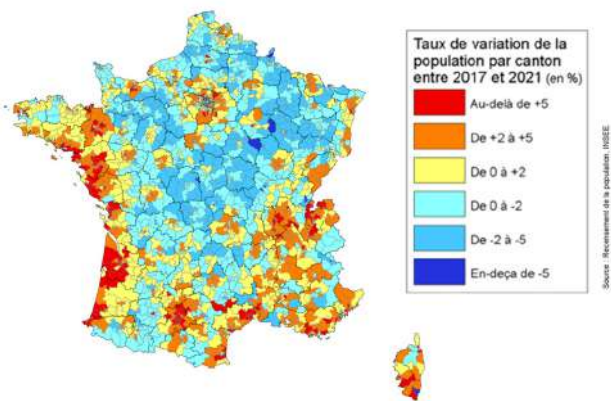 Taux de variation de la
population par canton
entre 2017 et 2021 (en %)
Au-delà de +5
De +2 à +5
De 0 à +2
De 0 à -2
De -2 à -5
En-deça de -5
Source : Recensement de la population, INSEE